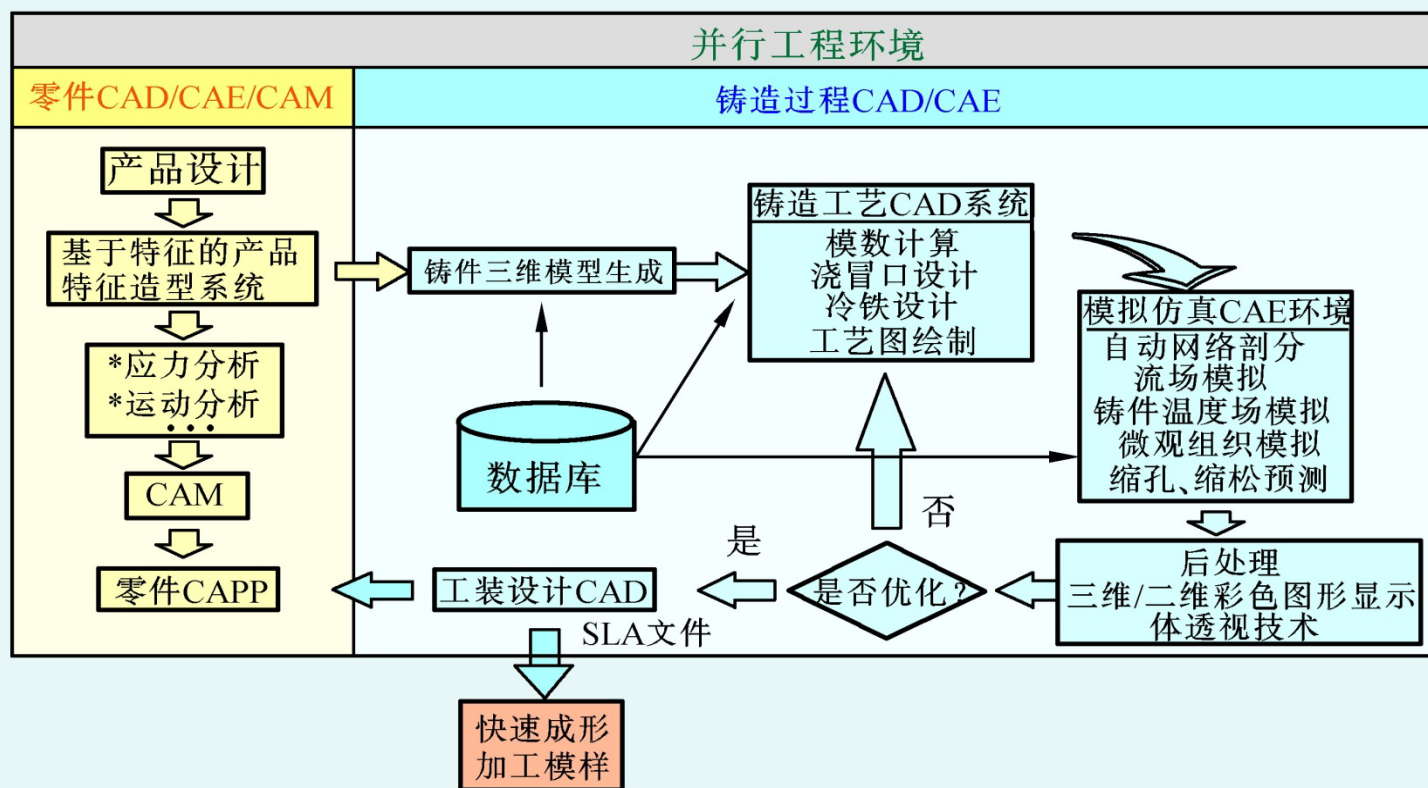 并行工程环境
零件CAD/CAE/CAM
铸造过程CAD/CAE
产品设计
基于特征的产品
特征造型系统
*应力分析
*运动分析
•••
CAM
零件CAPP
铸件三维模型生成
数据库
铸造工艺CAD系统
模数计算
浇冒口设计
冷铁设计
工艺图绘制
模拟仿真CAE环境
自动网络剖分
流场模拟
铸件温度场模拟
微观组织模拟
缩孔、缩松预测
后处理
三维/二维彩色图形显示
体透视技术
是否优化?
否
是
工装设计CAD
SLA文件
快速成形
加工模样